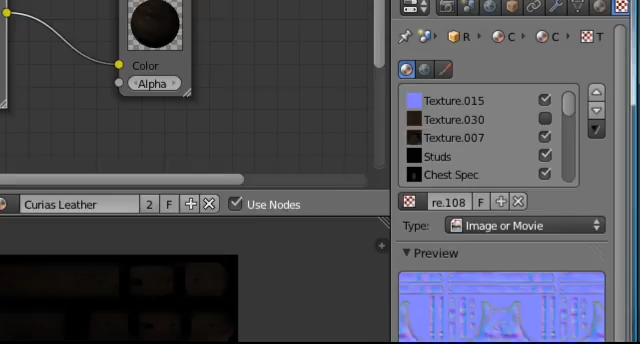 Color
Alpha
Curias Leather
2
F
Use Nodes
R
C
C
T
Texture.015
Texture.030
Texture.007
Studs
Chest Spec
re.108
F
Type:
Image or Movie
Preview